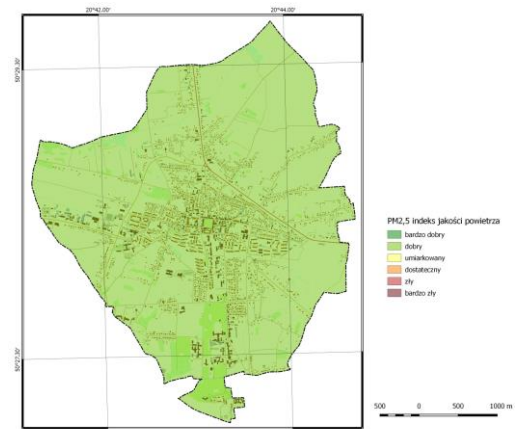 20°42.00' 20°44.00'
50°29.30'
50°27.30'
PM2,5 indeks jakości powietrza
bardzo dobry
dobry
umiarkowany
dostateczny
zły
bardzo zły
500 0 500 1000 m